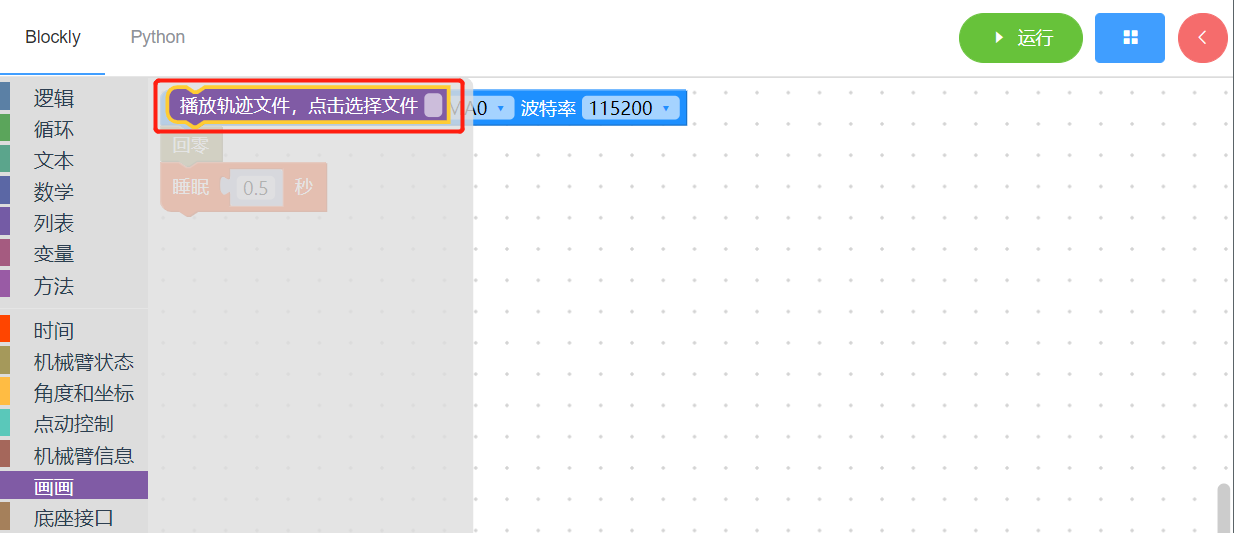 Blockly
Python
运行
逻辑
循环
文本
数学
列表
变量
方法
时间
机械臂状态
角度和坐标
点动控制
机械臂信息
画画
底座接口
播放轨迹文件，点击选择文件
A0 波特率 115200
回零
睡眠 0.5 秒